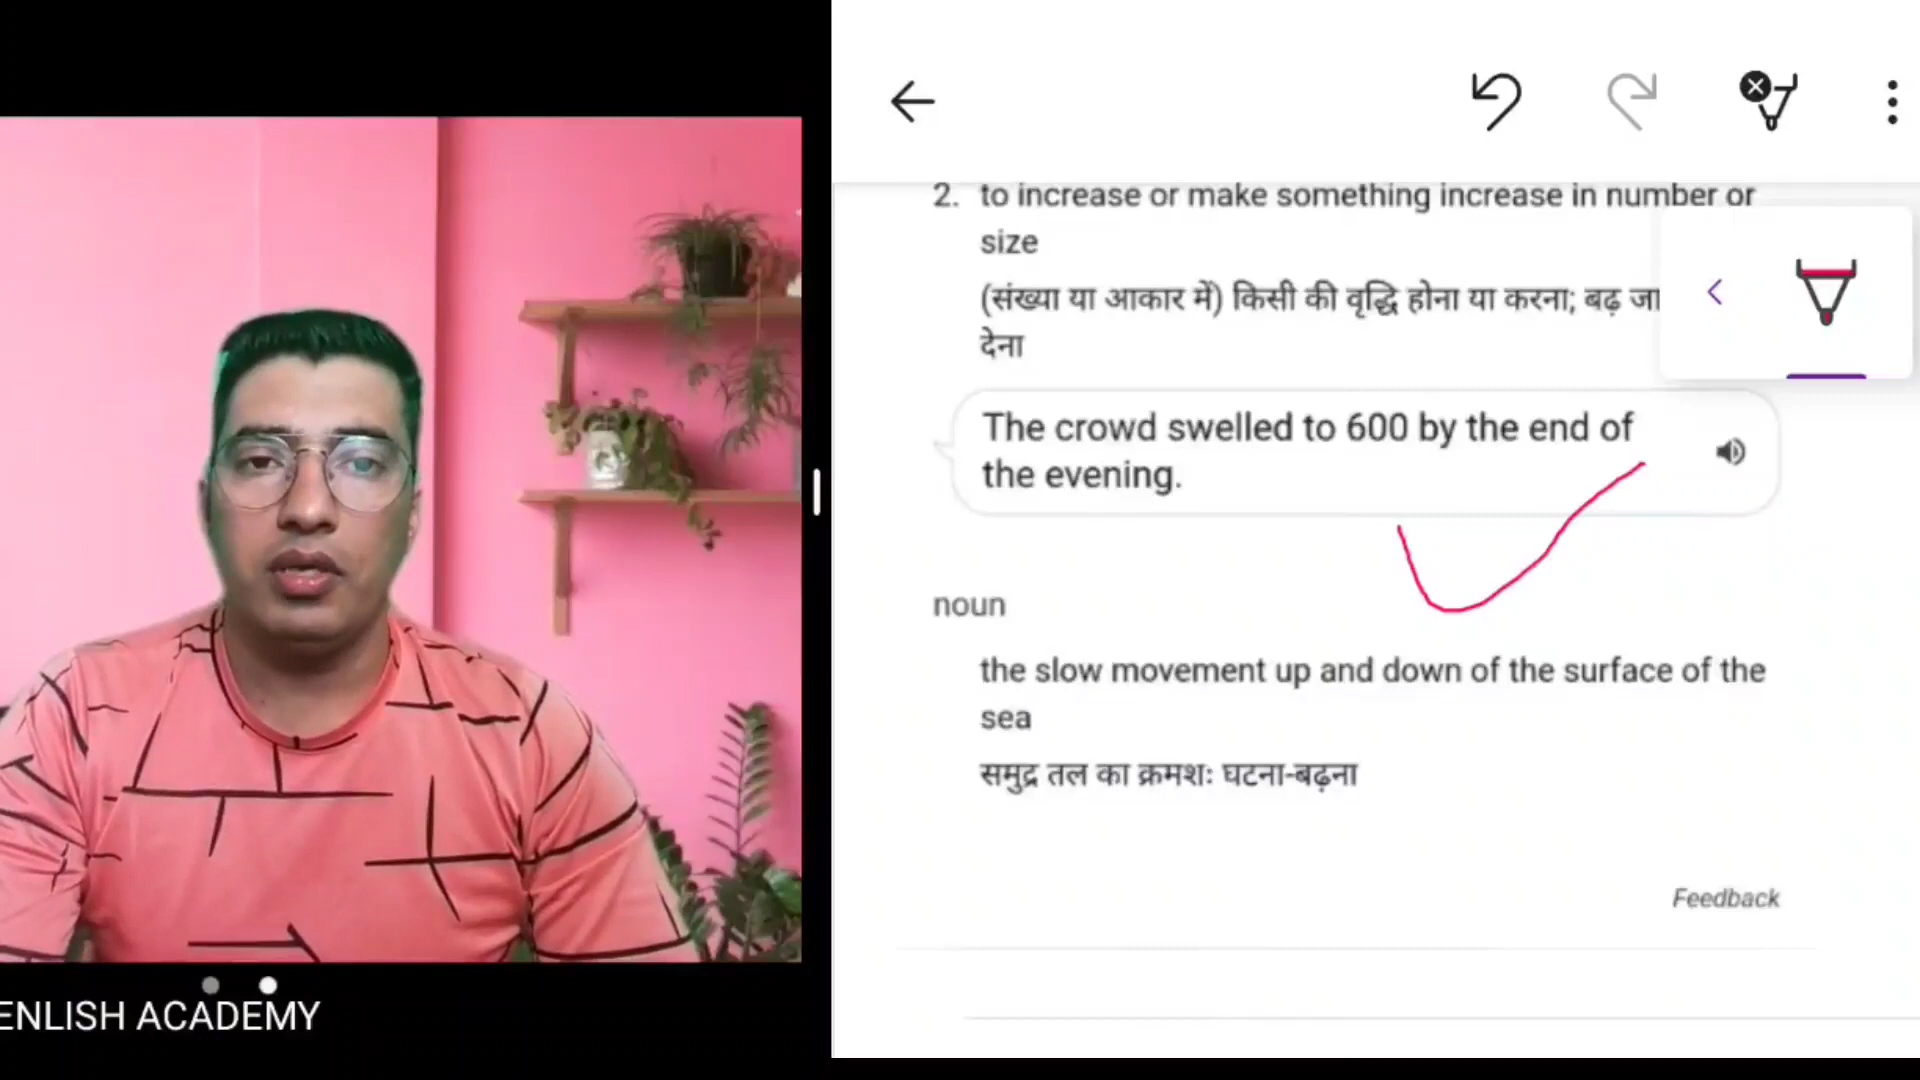 2. to increase or make something increase in number or
size
(संख्या या आकार में) किसी की वृद्धि होना या करना; बढ़ जा
देना
The crowd swelled to 600 by the end of
the evening.
noun
the slow movement up and down of the surface of the
sea
समुद्र तल का क्रमशः घटना-बढ़ना
Feedback
ENLISH ACADEMY